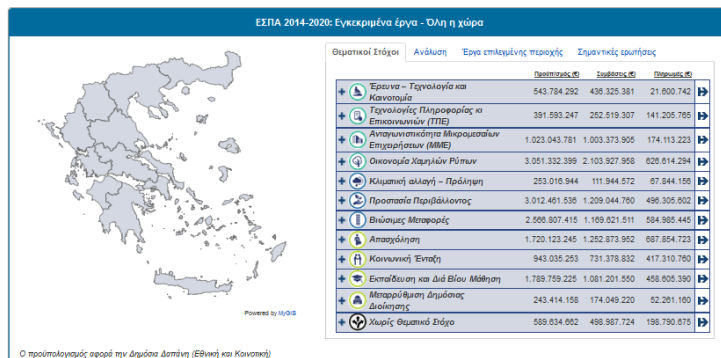 ΕΣΠΑ 2014-2020: Εγκεκριμένα έργα - Όλη η χώρα
Θεματικοί Στόχοι Ανάλυση Έργα επιλεγμένης περιοχής Σημαντικές ερωτήσεις
Προϋπ/σμός (€) Συμβάσεις (€) Πληρωμές (€)
+ Έρευνα – Τεχνολογία και 543.784.292 436.325.381 21.600.742
Καινοτομία
+ Τεχνολογίες Πληροφορίας κι 391.593.247 252.519.307 141.205.765
Επικοινωνιών (ΤΠΕ)
+ Ανταγωνιστικότητα Μικρομεσαίων 1.023.043.781 1.003.373.905 174.113.223
Επιχειρήσεων (ΜΜΕ)
+ Οικονομία Χαμηλών Ρύπων 3.051.332.399 2.103.927.958 626.614.294
+ Κλιματική αλλαγή – Πρόληψη 253.016.944 111.944.572 67.844.156
+ Προστασία Περιβάλλοντος 3.012.461.536 1.209.044.760 496.305.602
+ Βιώσιμες Μεταφορές 2.566.807.415 1.169.621.511 584.985.445
+ Απασχόληση 1.720.123.245 1.252.873.952 687.854.723
+ Κοινωνική Ένταξη 943.035.253 731.378.832 417.310.760
+ Εκπαίδευση και Διά Βίου Μάθηση 1.789.759.225 1.081.201.550 458.605.390
+ Μεταρρύθμιση Δημόσιας 243.414.158 174.049.220 52.261.160
Διοίκησης
+ Χωρίς Θεματικό Στόχο 589.634.662 498.987.724 198.790.675
Powered by MyGIS
Ο προϋπολογισμός αφορά την Δημόσια Δαπάνη (Εθνική και Κοινοτική)